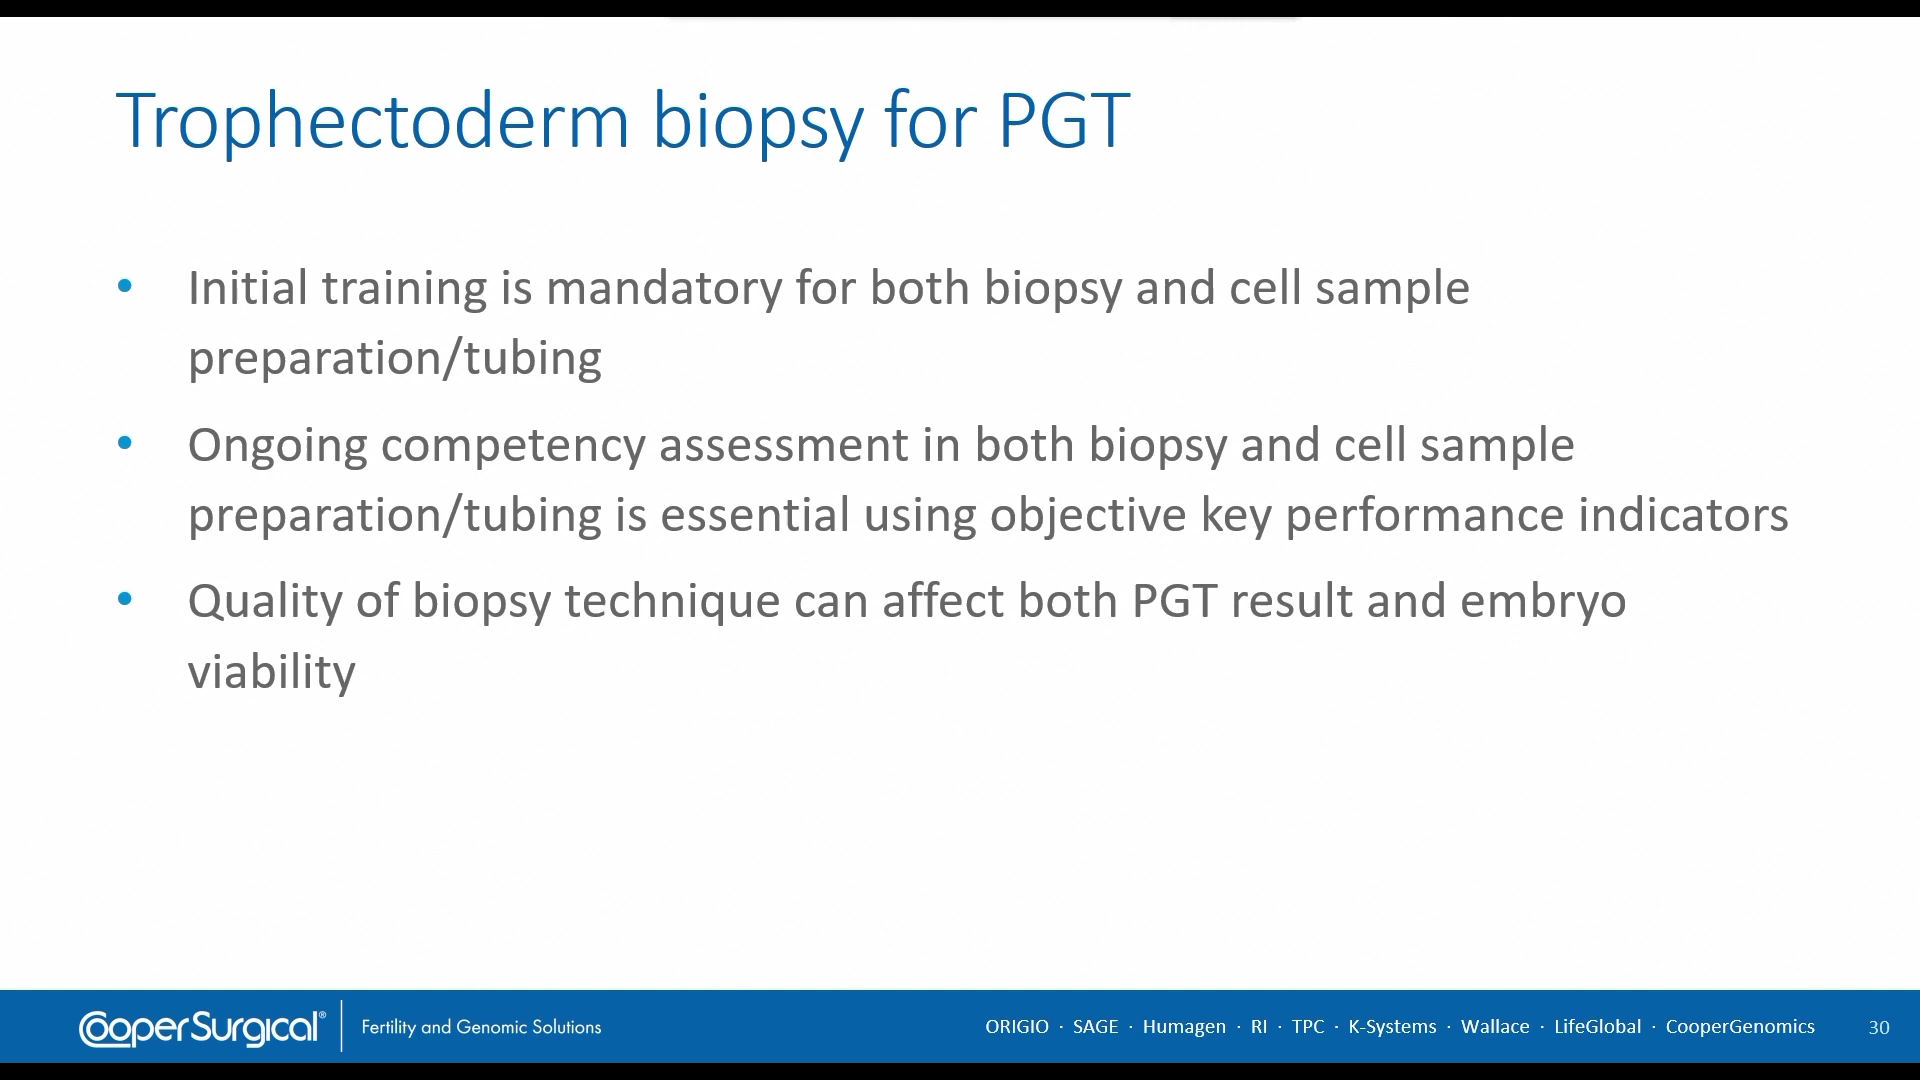 Trophectoderm biopsy for PGT
• Initial training is mandatory for both biopsy and cell sample
preparation/tubing
• Ongoing competency assessment in both biopsy and cell sample
preparation/tubing is essential using objective key performance indicators
• Quality of biopsy technique can affect both PGT result and embryo
viability
CooperSurgical® | Fertility and Genomic Solutions
ORIGIO · SAGE · Humagen · RI · TPC · K-Systems · Wallace · LifeGlobal · CooperGenomics 30